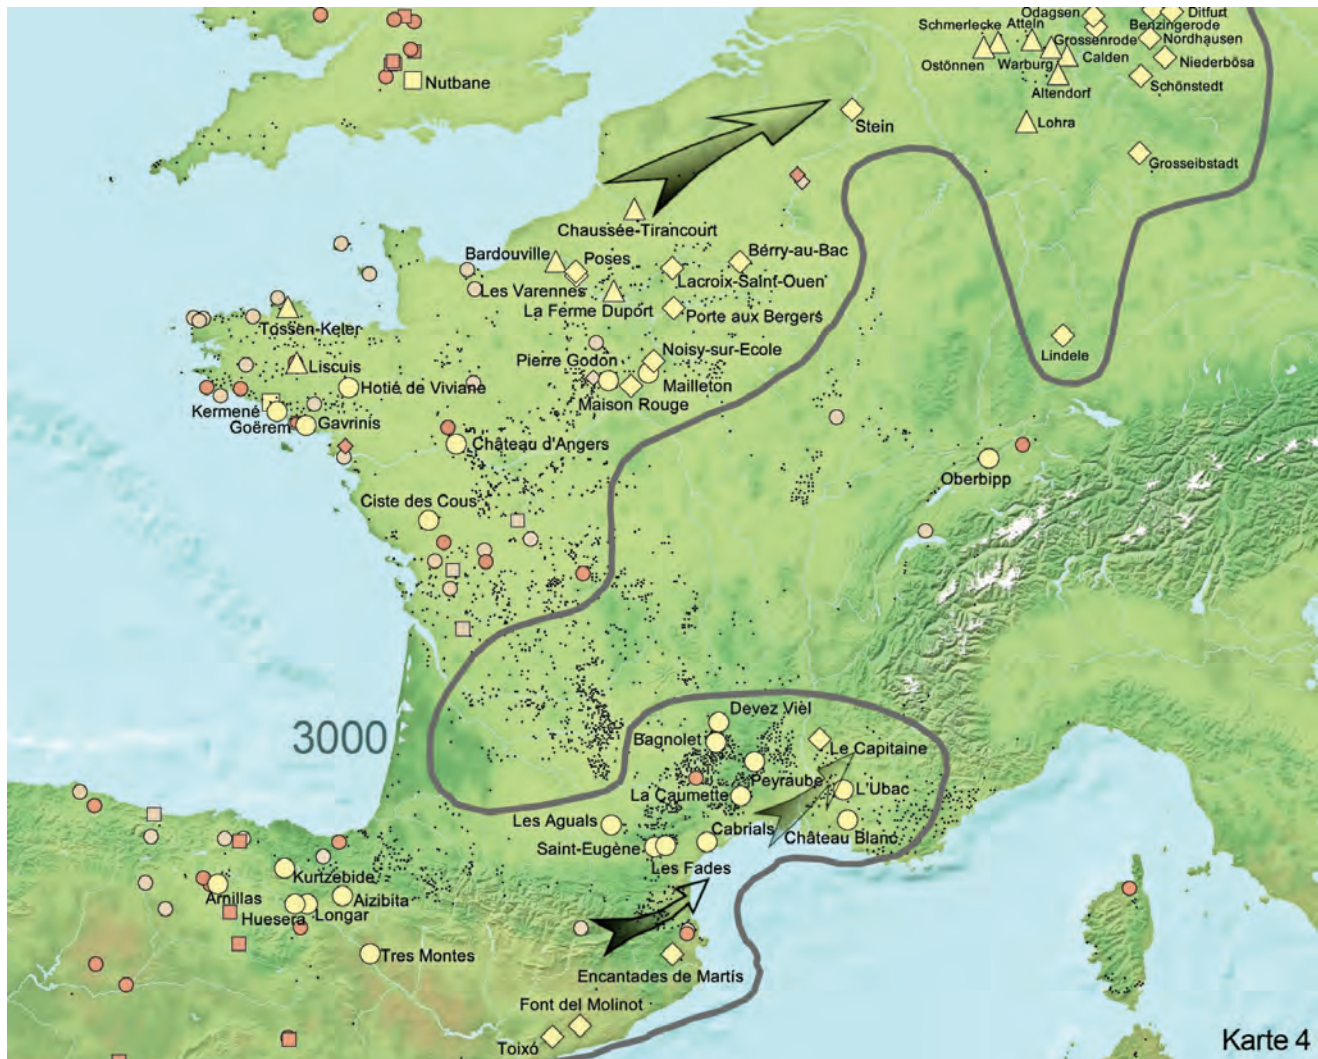 Odagsen
Ditfurt
Schmerlecke
Atteln
Benzingerode
Grossenrode
Nordhausen
Ostönnen
Warburg
Calden
Niederbösa
Altendorf
Schönstedt
Nutbane
Stein
Lohra
Grosseibstadt
Chaussée-Tirancourt
Bardouville
Poses
Bérry-au-Bac
Les Varennes
Lacroix-Saint-Ouen
La Ferme Duport
Porte aux Bergers
Tossen-Keler
Lindele
Pierre Godon
Noisy-sur-Ecole
Liscuis
Hotié de Viviane
Mailleton
Maison Rouge
Kermené
Goërem
Gavrinis
Château d'Angers
Oberbipp
Ciste des Cous
3000
Devez Viel
Bagnolet
Le Capitaine
Peyraube
La Caumette
L'Ubac
Les Aguals
Cabrials
Château Blanc
Saint-Eugène
Les Fades
Kurtzebide
Arnillas
Aizibita
Huesera
Longar
Tres Montes
Encantades de Martís
Font del Molinot
Toixó
Karte 4